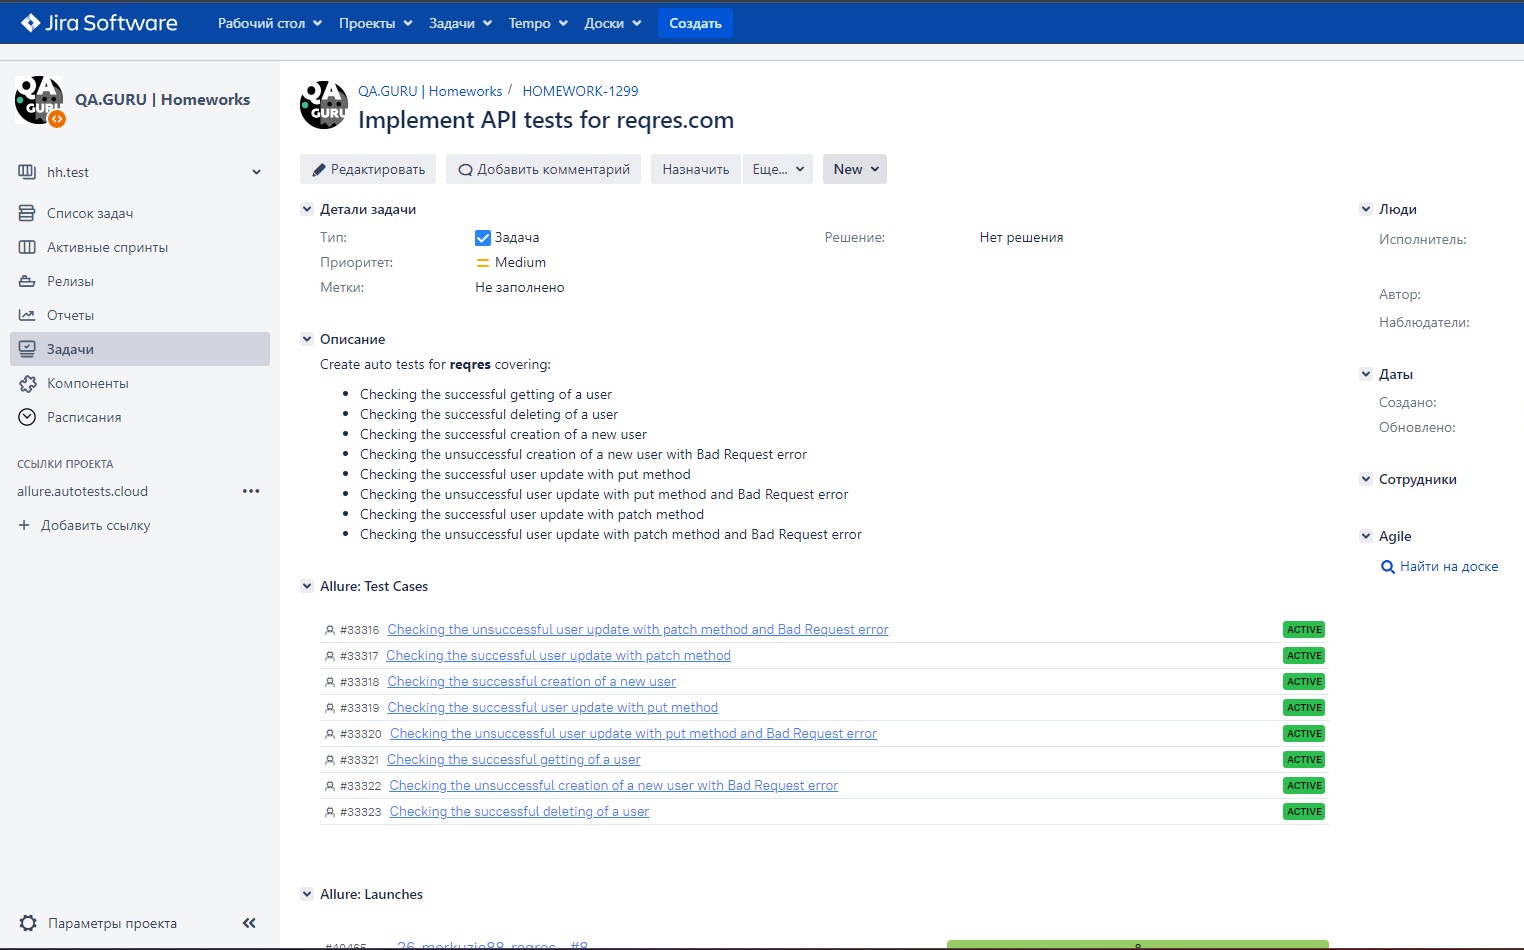 Jira Software
Рабочий стол Проекты Задачи Tempo Доски Создать
QA.GURU | Homeworks
hh.test
Список задач
Активные спринты
Релизы
Отчеты
Задачи
Компоненты
Расписания
ССЫЛКИ ПРОЕКТА
allure.autotests.cloud
Добавить ссылку
Параметры проекта
QA
GURU
QA.GURU | Homeworks / HOMEWORK-1299
Implement API tests for reqres.com
Редактировать Добавить комментарий Назначить Еще... New
Детали задачи
Тип: Задача
Приоритет: Medium
Метки: Не заполнено
Решение: Нет решения
Описание
Create auto tests for reqres covering:
Checking the successful getting of a user
Checking the successful deleting of a user
Checking the successful creation of a new user
Checking the unsuccessful creation of a new user with Bad Request error
Checking the successful user update with put method
Checking the unsuccessful user update with put method and Bad Request error
Checking the successful user update with patch method
Checking the unsuccessful user update with patch method and Bad Request error
Allure: Test Cases
#33316 Checking the unsuccessful user update with patch method and Bad Request error ACTIVE
#33317 Checking the successful user update with patch method ACTIVE
#33318 Checking the successful creation of a new user ACTIVE
#33319 Checking the successful user update with put method ACTIVE
#33320 Checking the unsuccessful user update with put method and Bad Request error ACTIVE
#33321 Checking the successful getting of a user ACTIVE
#33322 Checking the unsuccessful creation of a new user with Bad Request error ACTIVE
#33323 Checking the successful deleting of a user ACTIVE
Allure: Launches
#8
Люди
Исполнитель:
Автор:
Наблюдатели:
Даты
Создано:
Обновлено:
Сотрудники
Agile
Найти на доске